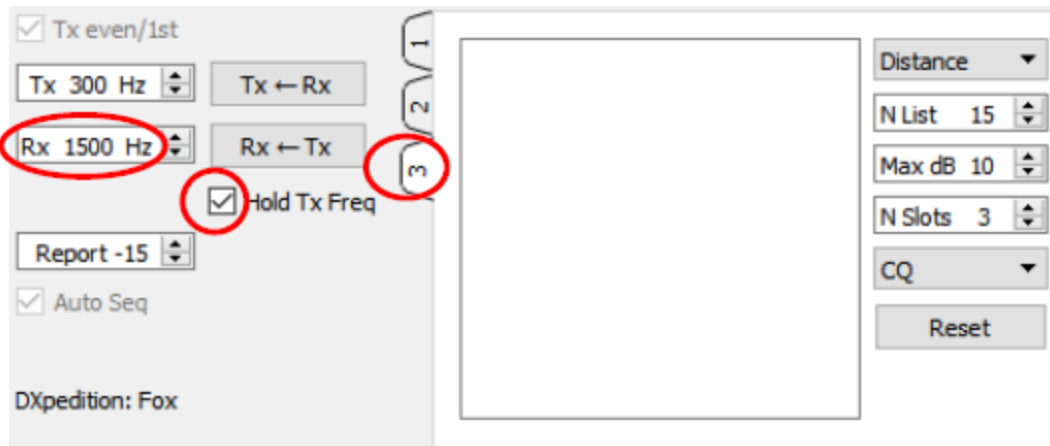 Tx even/1st
Tx 300 Hz
Tx ← Rx
Rx 1500 Hz
Rx ← Tx
Hold Tx Freq
Report -15
Auto Seq
DXpedition: Fox
1
2
3
Distance
N List 15
Max dB 10
N Slots 3
CQ
Reset